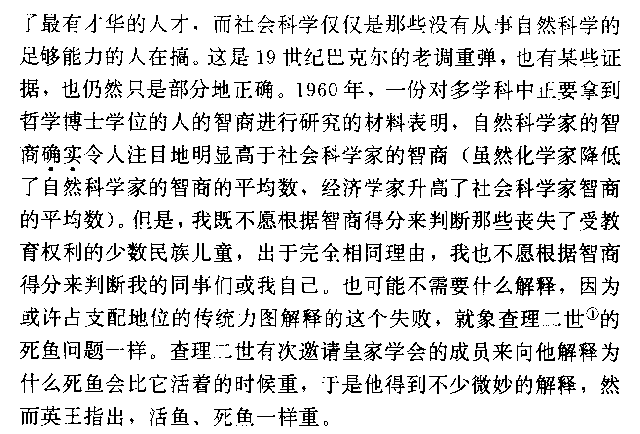 了最有才华的人才，而社会科学仅仅是那些没有从事自然科学的
足够能力的人在搞。这是19世纪巴克尔的老调重弹，也有某些证
据，也仍然只是部分地正确。1960年，一份对多学科中正要拿到
哲学博士学位的人的智商进行研究的材料表明，自然科学家的智
商确实令人注目地明显高于社会科学家的智商（虽然化学家降低
了自然科学家的智商的平均数，经济学家升高了社会科学家智商
的平均数）。但是，我既不愿根据智商得分来判断那些丧失了受教
育权利的少数民族儿童，出于完全相同理由，我也不愿根据智商
得分来判断我的同事们或我自己。也可能不需要什么解释，因为
或许占支配地位的传统力图解释的这个失败，就象查理二世①的
死鱼问题一样。查理二世有次邀请皇家学会的成员来向他解释为
什么死鱼会比它活着的时候重，于是他得到不少微妙的解释，然
而英王指出，活鱼、死鱼一样重。